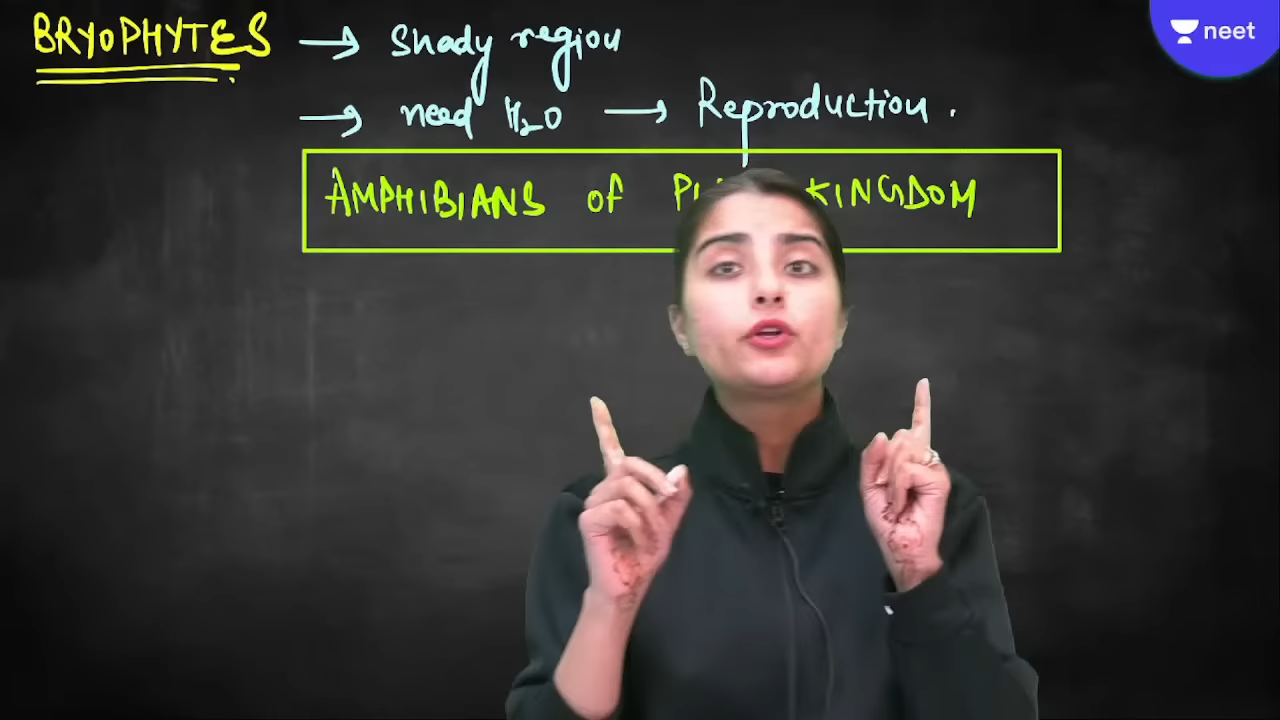 BRYOPHYTES → Shady region
→ need H₂O → Reproduction.
AMPHIBIANS of KINGDOM
neet